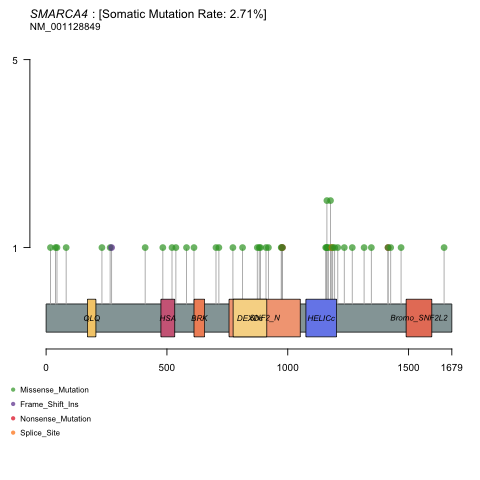 SMARCA4 : [Somatic Mutation Rate: 2.71%]
NM_001128849
5
1
QLQ HSA BRK DEXDc SNF2_N HELICc Bromo_SNF2L2
0 500 1000 1500 1679
Missense_Mutation
Frame_Shift_Ins
Nonsense_Mutation
Splice_Site